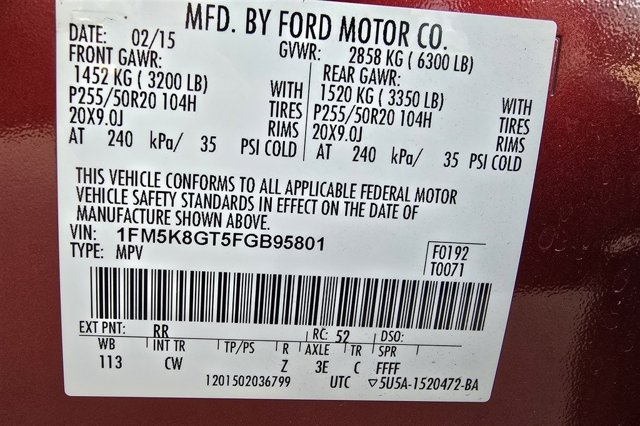 MFD. BY FORD MOTOR CO.
DATE: 02/15 GVWR: 2858 KG ( 6300 LB)
FRONT GAWR: REAR GAWR:
1452 KG ( 3200 LB) 1520 KG ( 3350 LB)
P255/50R20 104H WITH TIRES P255/50R20 104H WITH TIRES
20X9.0J RIMS 20X9.0J RIMS
AT 240 kPa/ 35 PSI COLD AT 240 kPa/ 35 PSI COLD
THIS VEHICLE CONFORMS TO ALL APPLICABLE FEDERAL MOTOR
VEHICLE SAFETY STANDARDS IN EFFECT ON THE DATE OF
MANUFACTURE SHOWN ABOVE.
VIN: 1FM5K8GT5FGB95801
TYPE: MPV
F0192
T0071
EXT PNT: RR RC: 52 DSO:
WB INT TR TP/PS R AXLE TR SPR
113 CW Z 3E C FFFF
1201502036799 UTC ▽5U5A-1520472-BA